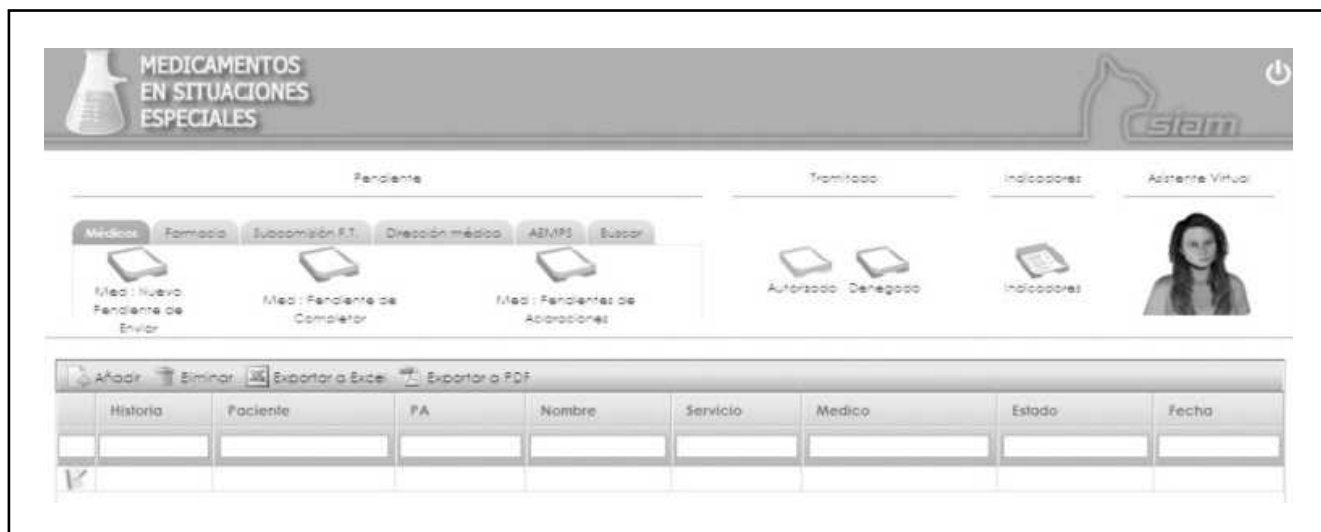 MEDICAMENTOS
EN SITUACIONES
ESPECIALES
siam
Pendiente
Tramitado
Indicadores
Asistente Virtual
Médicos Farmacia Subcomisión F.T. Dirección médica AEMPS Buscar
Med : Nuevo
Pendiente de
Enviar
Med : Pendiente de
Completar
Med : Pendientes de
Aclaraciones
Autorizado Denegado
Indicadores
Añadir Eliminar Exportar a Excel Exportar a PDF
Historia Paciente PA Nombre Servicio Medico Estado Fecha